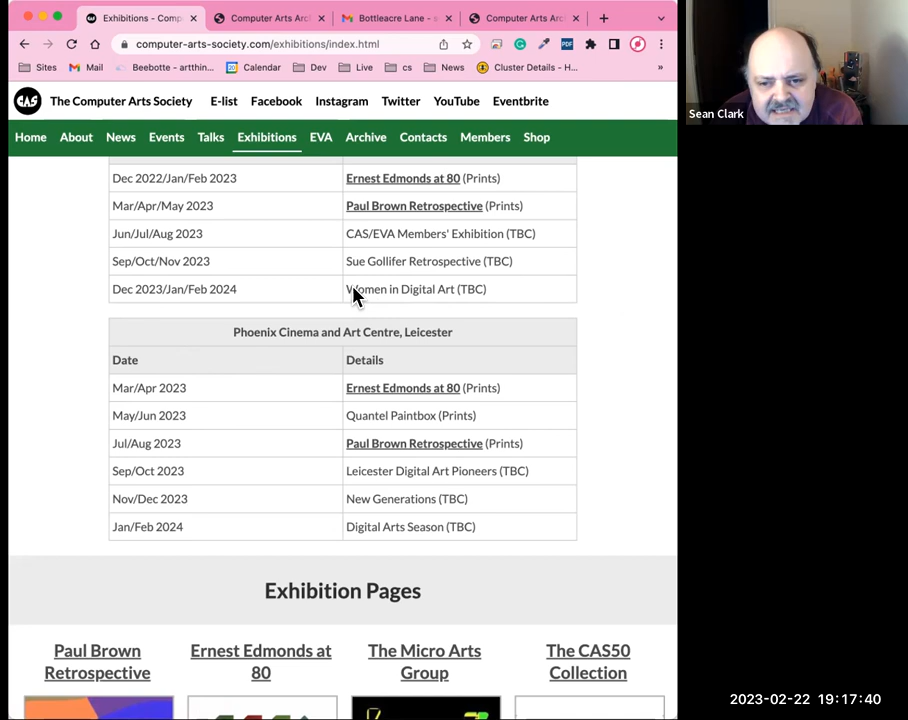 Exhibitions - Comp
Computer Arts Arc
Bottleacre Lane - s
Computer Arts Arc
computer-arts-society.com/exhibitions/index.html
Sites Mail Beebotte - artthin... Calendar Dev Live cs News Cluster Details - H... »
CAS The Computer Arts Society E-list Facebook Instagram Twitter YouTube Eventbrite
Home About News Events Talks Exhibitions EVA Archive Contacts Members Shop
Dec 2022/Jan/Feb 2023 Ernest Edmonds at 80 (Prints)
Mar/Apr/May 2023 Paul Brown Retrospective (Prints)
Jun/Jul/Aug 2023 CAS/EVA Members' Exhibition (TBC)
Sep/Oct/Nov 2023 Sue Gollifer Retrospective (TBC)
Dec 2023/Jan/Feb 2024 Women in Digital Art (TBC)
Phoenix Cinema and Art Centre, Leicester
Date Details
Mar/Apr 2023 Ernest Edmonds at 80 (Prints)
May/Jun 2023 Quantel Paintbox (Prints)
Jul/Aug 2023 Paul Brown Retrospective (Prints)
Sep/Oct 2023 Leicester Digital Art Pioneers (TBC)
Nov/Dec 2023 New Generations (TBC)
Jan/Feb 2024 Digital Arts Season (TBC)
Exhibition Pages
Paul Brown
Retrospective
Ernest Edmonds at
80
The Micro Arts
Group
The CAS50
Collection
Sean Clark
2023-02-22 19:17:40